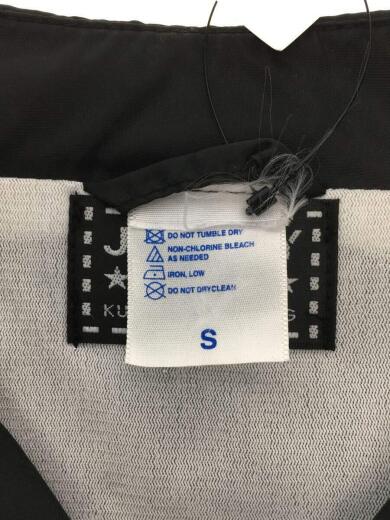 DO NOT TUMBLE DRY
NON-CHLORINE BLEACH
AS NEEDED
IRON, LOW
DO NOT DRYCLEAN
S